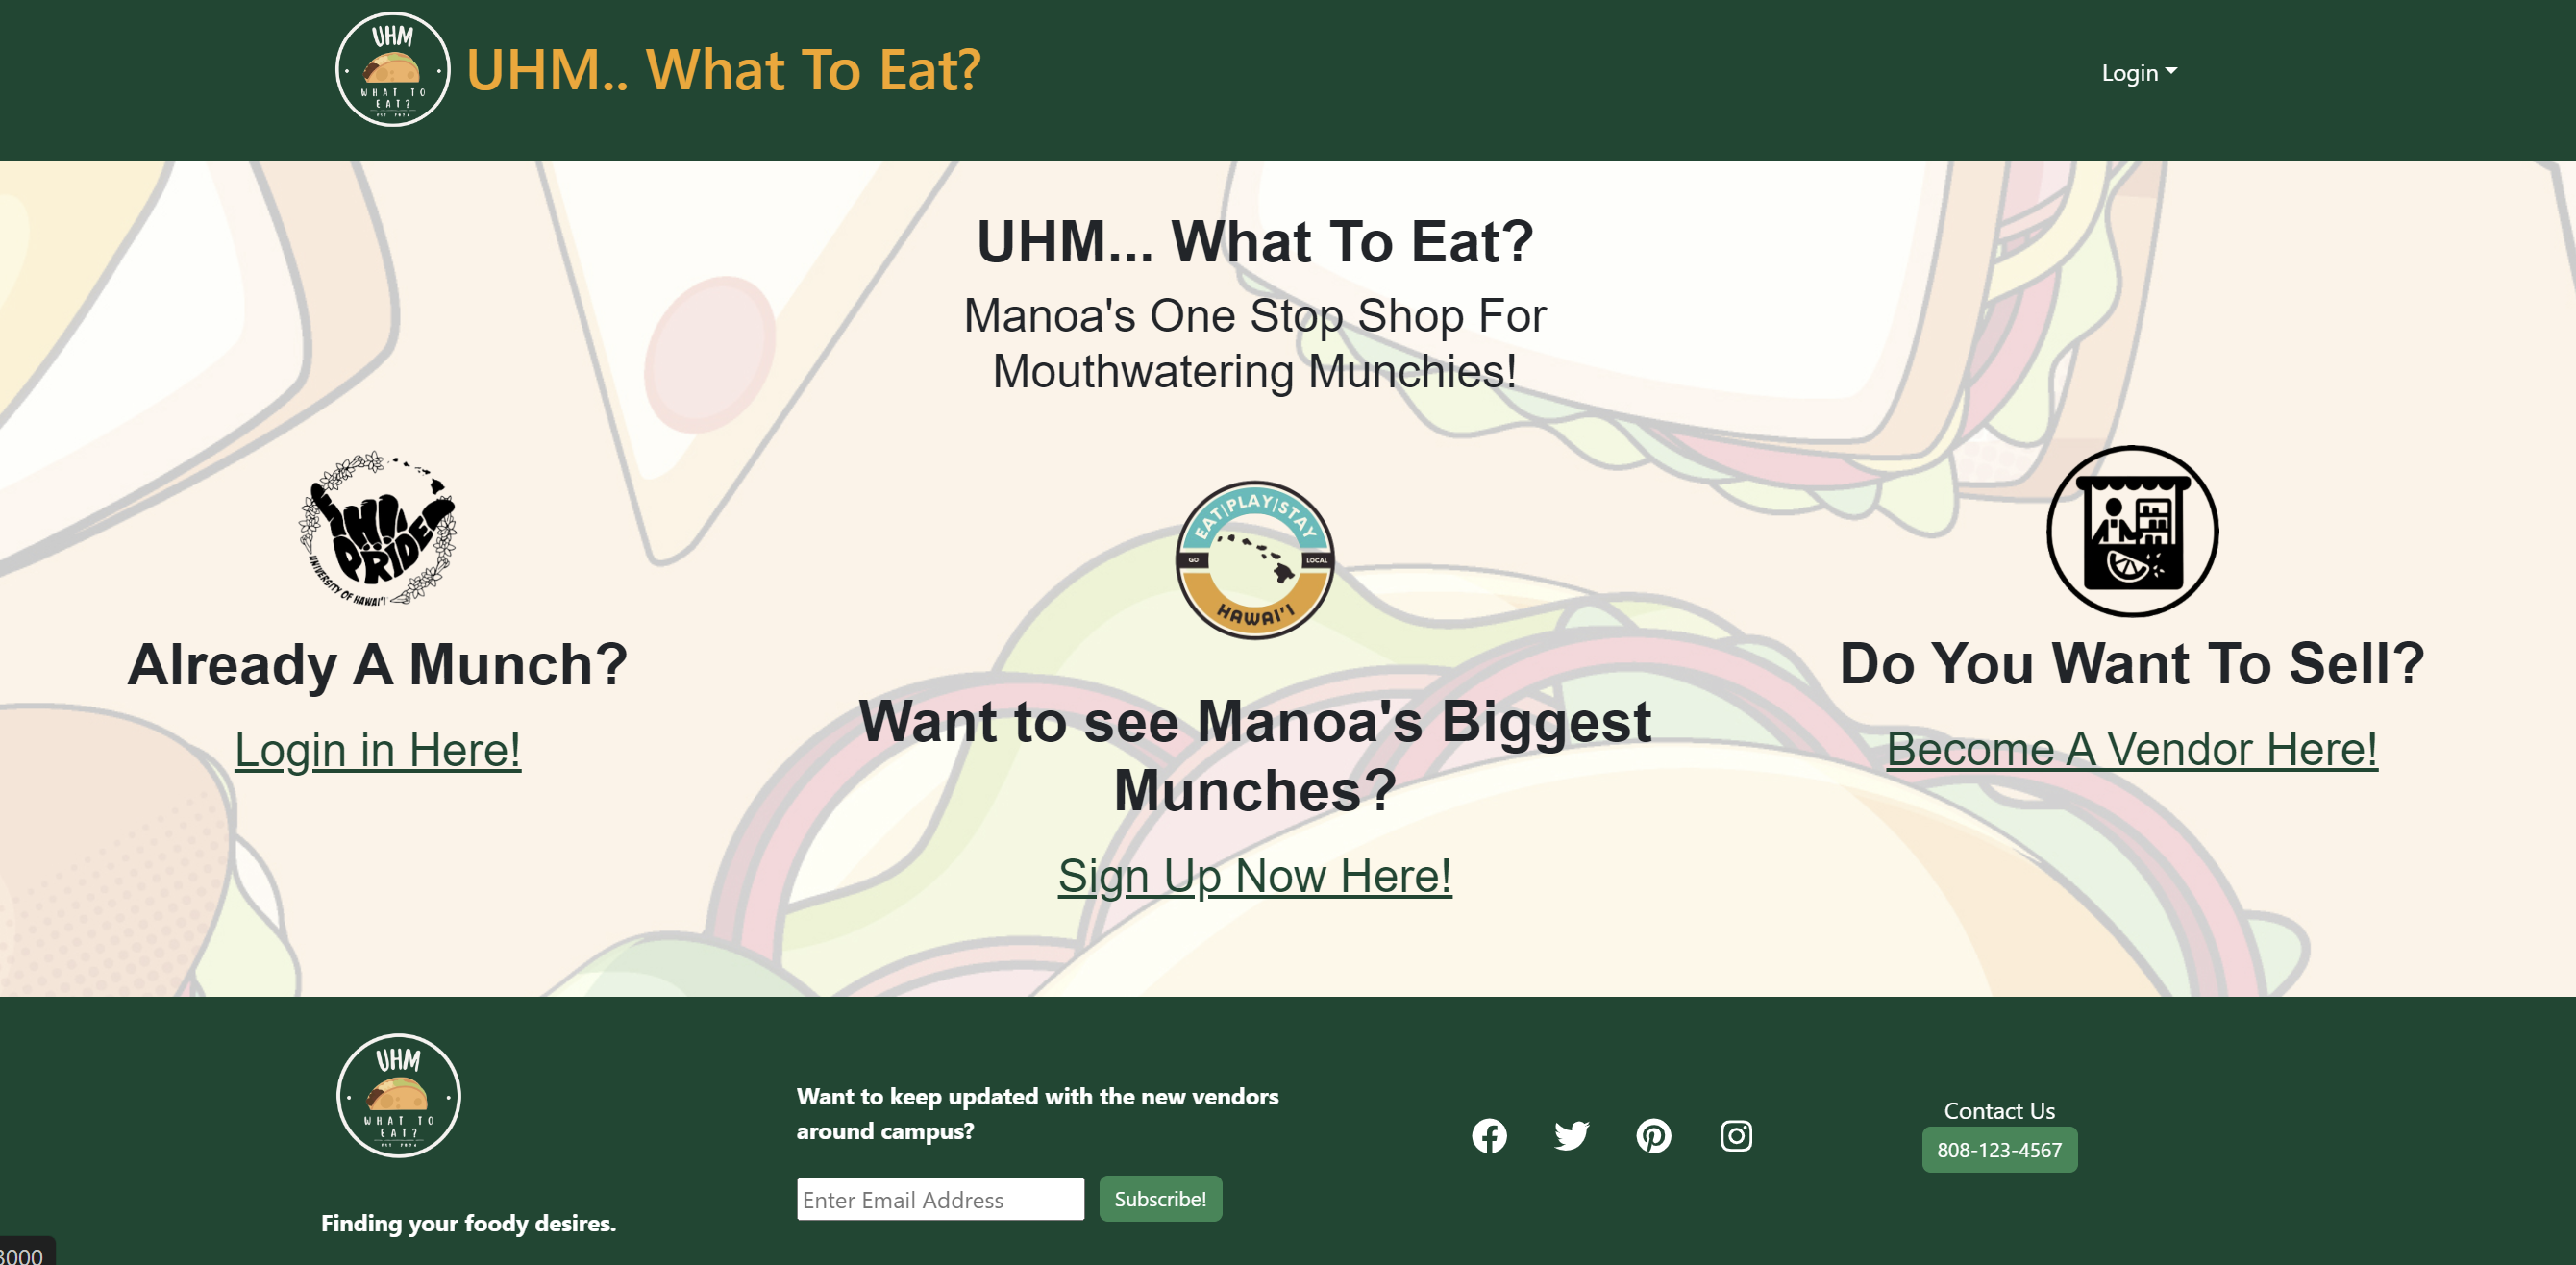 UHM
WHAT TO
EAT?
UHM.. What To Eat?
Login
UHM... What To Eat?
Manoa's One Stop Shop For
Mouthwatering Munchies!
UH
PRIDE
UNIVERSITY OF HAWAI'I
Already A Munch?
Login in Here!
EAT|PLAY|STAY
GO LOCAL
HAWAI'I
Want to see Manoa's Biggest
Munches?
Sign Up Now Here!
Do You Want To Sell?
Become A Vendor Here!
UHM
WHAT TO
EAT?
Finding your foody desires.
Want to keep updated with the new vendors
around campus?
Enter Email Address
Subscribe!
Contact Us
808-123-4567